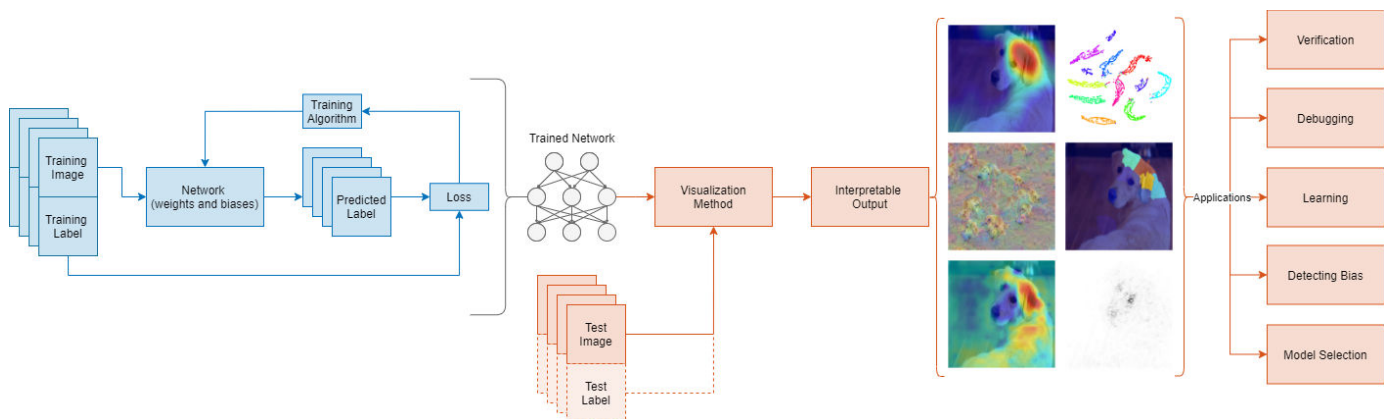 Training
Image
Training
Label
Network
(weights and biases)
Training
Algorithm
Predicted
Label
Loss
Trained Network
Test
Image
Test
Label
Visualization
Method
Interpretable
Output
Applications
Verification
Debugging
Learning
Detecting Bias
Model Selection